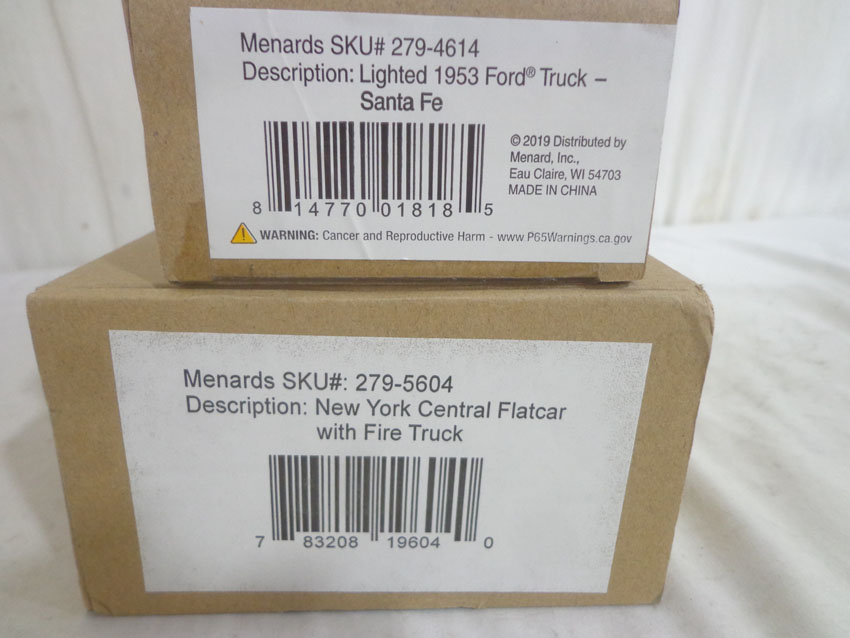 Menards SKU# 279-4614
Description: Lighted 1953 Ford® Truck –
Santa Fe
© 2019 Distributed by
Menard, Inc.,
Eau Claire, WI 54703
MADE IN CHINA
8 14770 01818 5
WARNING: Cancer and Reproductive Harm - www.P65Warnings.ca.gov
Menards SKU#: 279-5604
Description: New York Central Flatcar
with Fire Truck
7 83208 19604 0